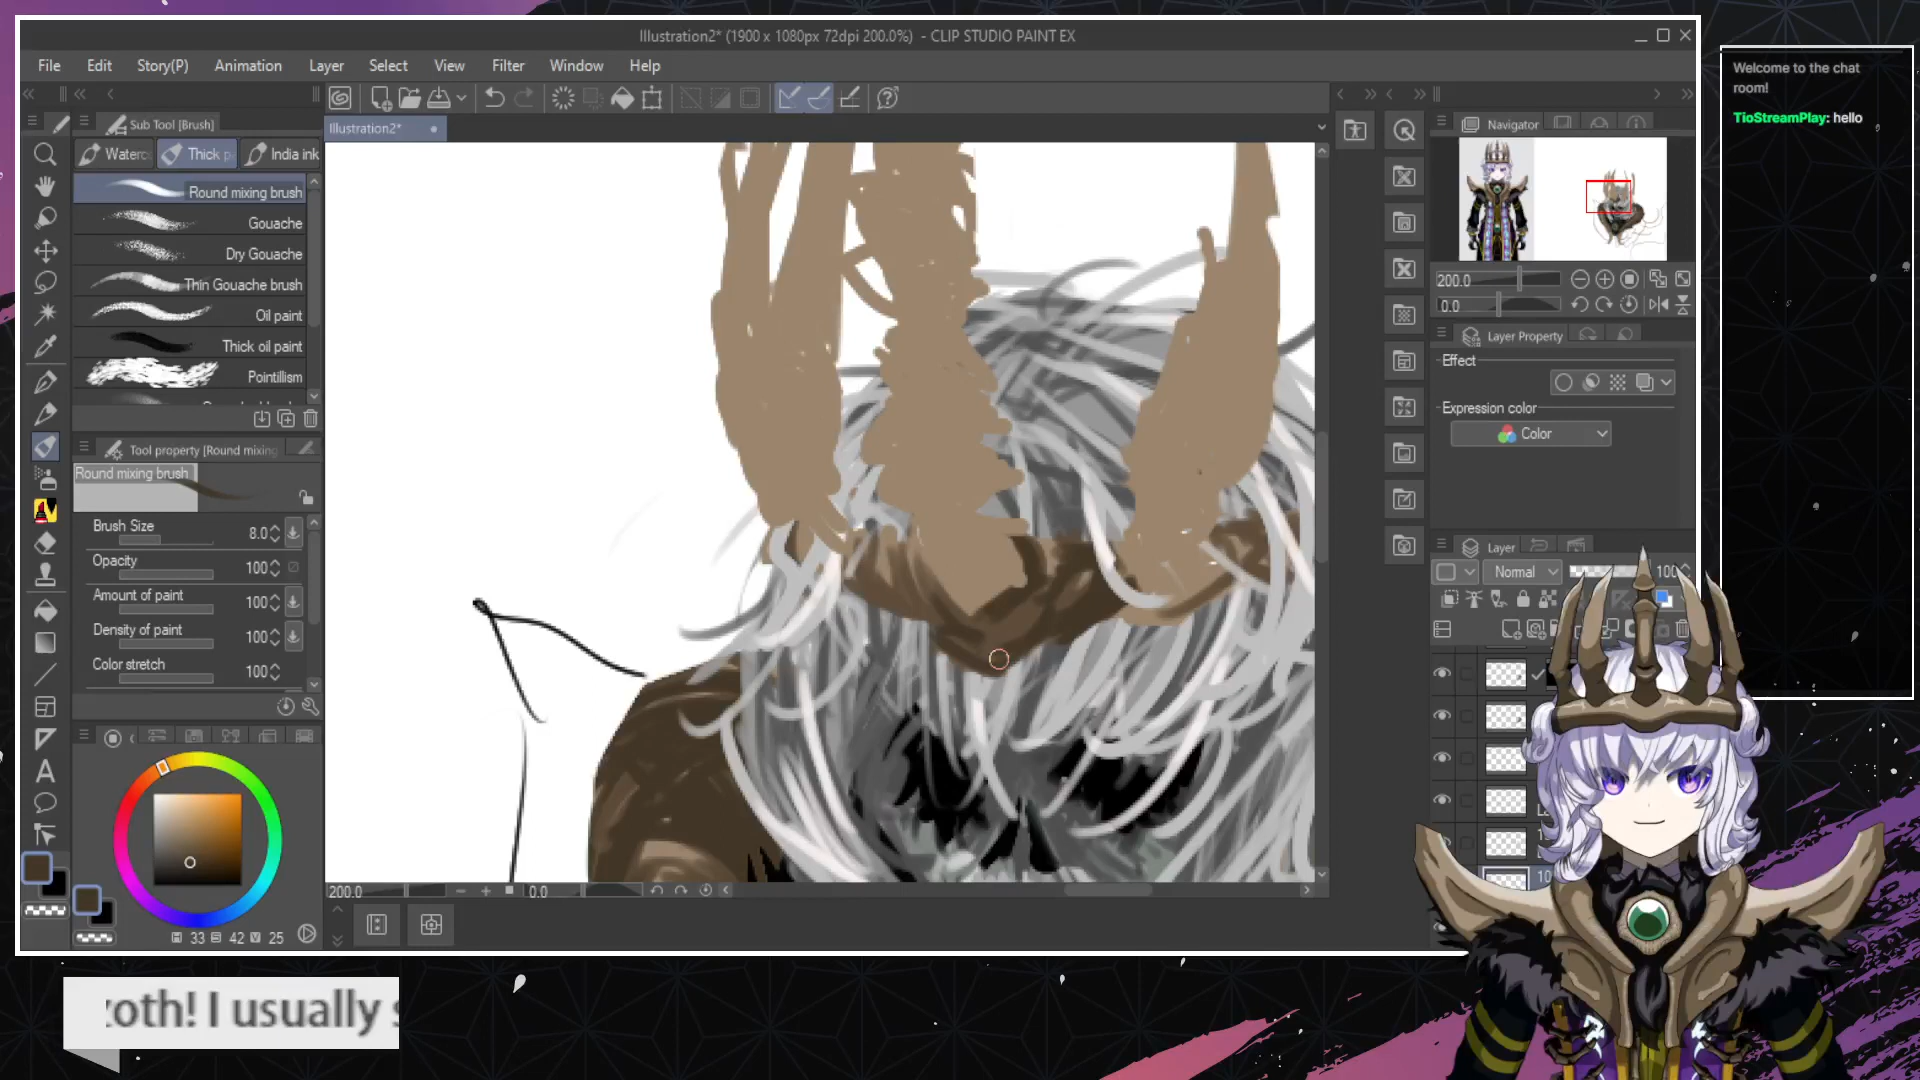 Illustration2* (1900 x 1080px 72dpi 200.0%) - CLIP STUDIO PAINT EX
File Edit Story(P) Animation Layer Select View Filter Window Help
Sub Tool [Brush]
Illustration2*
Navigator
Thick p
India ink
Round mixing brush
Gouache
Dry Gouache
Thin Gouache brush
Oil paint
Thick oil paint
Pointillism
Tool property [Round mixing
Round mixing brush
Brush Size 8.0
Opacity 100
Amount of paint 100
Density of paint 100
Color stretch 100
33 42 25
200.0 0.0
200.0
0.0
Layer Property
Effect
Expression color
Color
Layer
Normal 100
Welcome to the chat
room!
TioStreamPlay: hello
oth! I usually